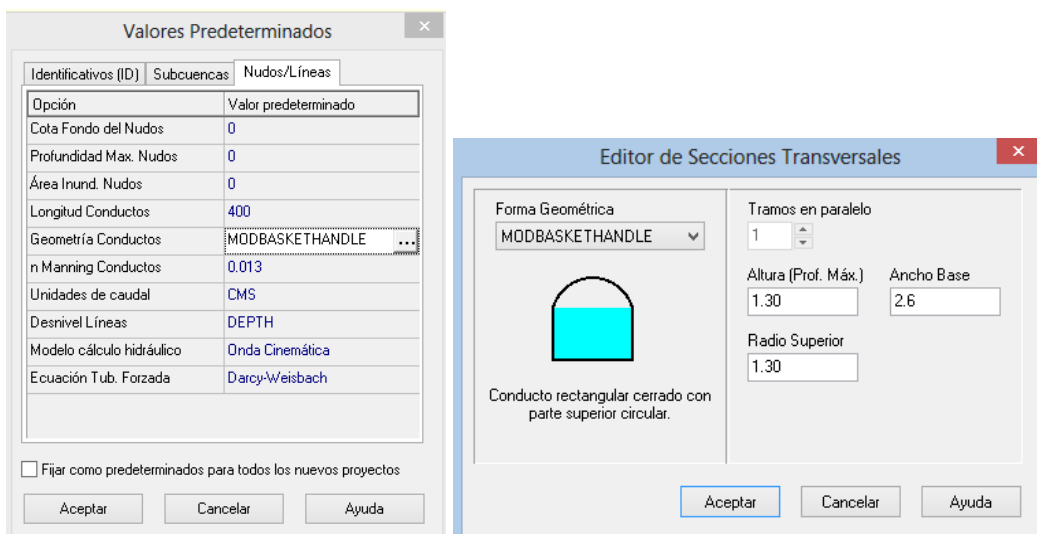 Valores Predeterminados
Identificativos (ID) Subcuencas Nudos/Líneas
Opción Valor predeterminado
Cota Fondo del Nudos 0
Profundidad Max. Nudos 0
Área Inund. Nudos 0
Longitud Conductos 400
Geometría Conductos MODBASKETHANDLE ...
n Manning Conductos 0.013
Unidades de caudal CMS
Desnivel Líneas DEPTH
Modelo cálculo hidráulico Onda Cinemática
Ecuación Tub. Forzada Darcy-Weisbach
Fijar como predeterminados para todos los nuevos proyectos
Aceptar Cancelar Ayuda
Editor de Secciones Transversales
Forma Geométrica
MODBASKETHANDLE
Conducto rectangular cerrado con
parte superior circular.
Tramos en paralelo
1
Altura (Prof. Máx.) Ancho Base
1.30 2.6
Radio Superior
1.30
Aceptar Cancelar Ayuda